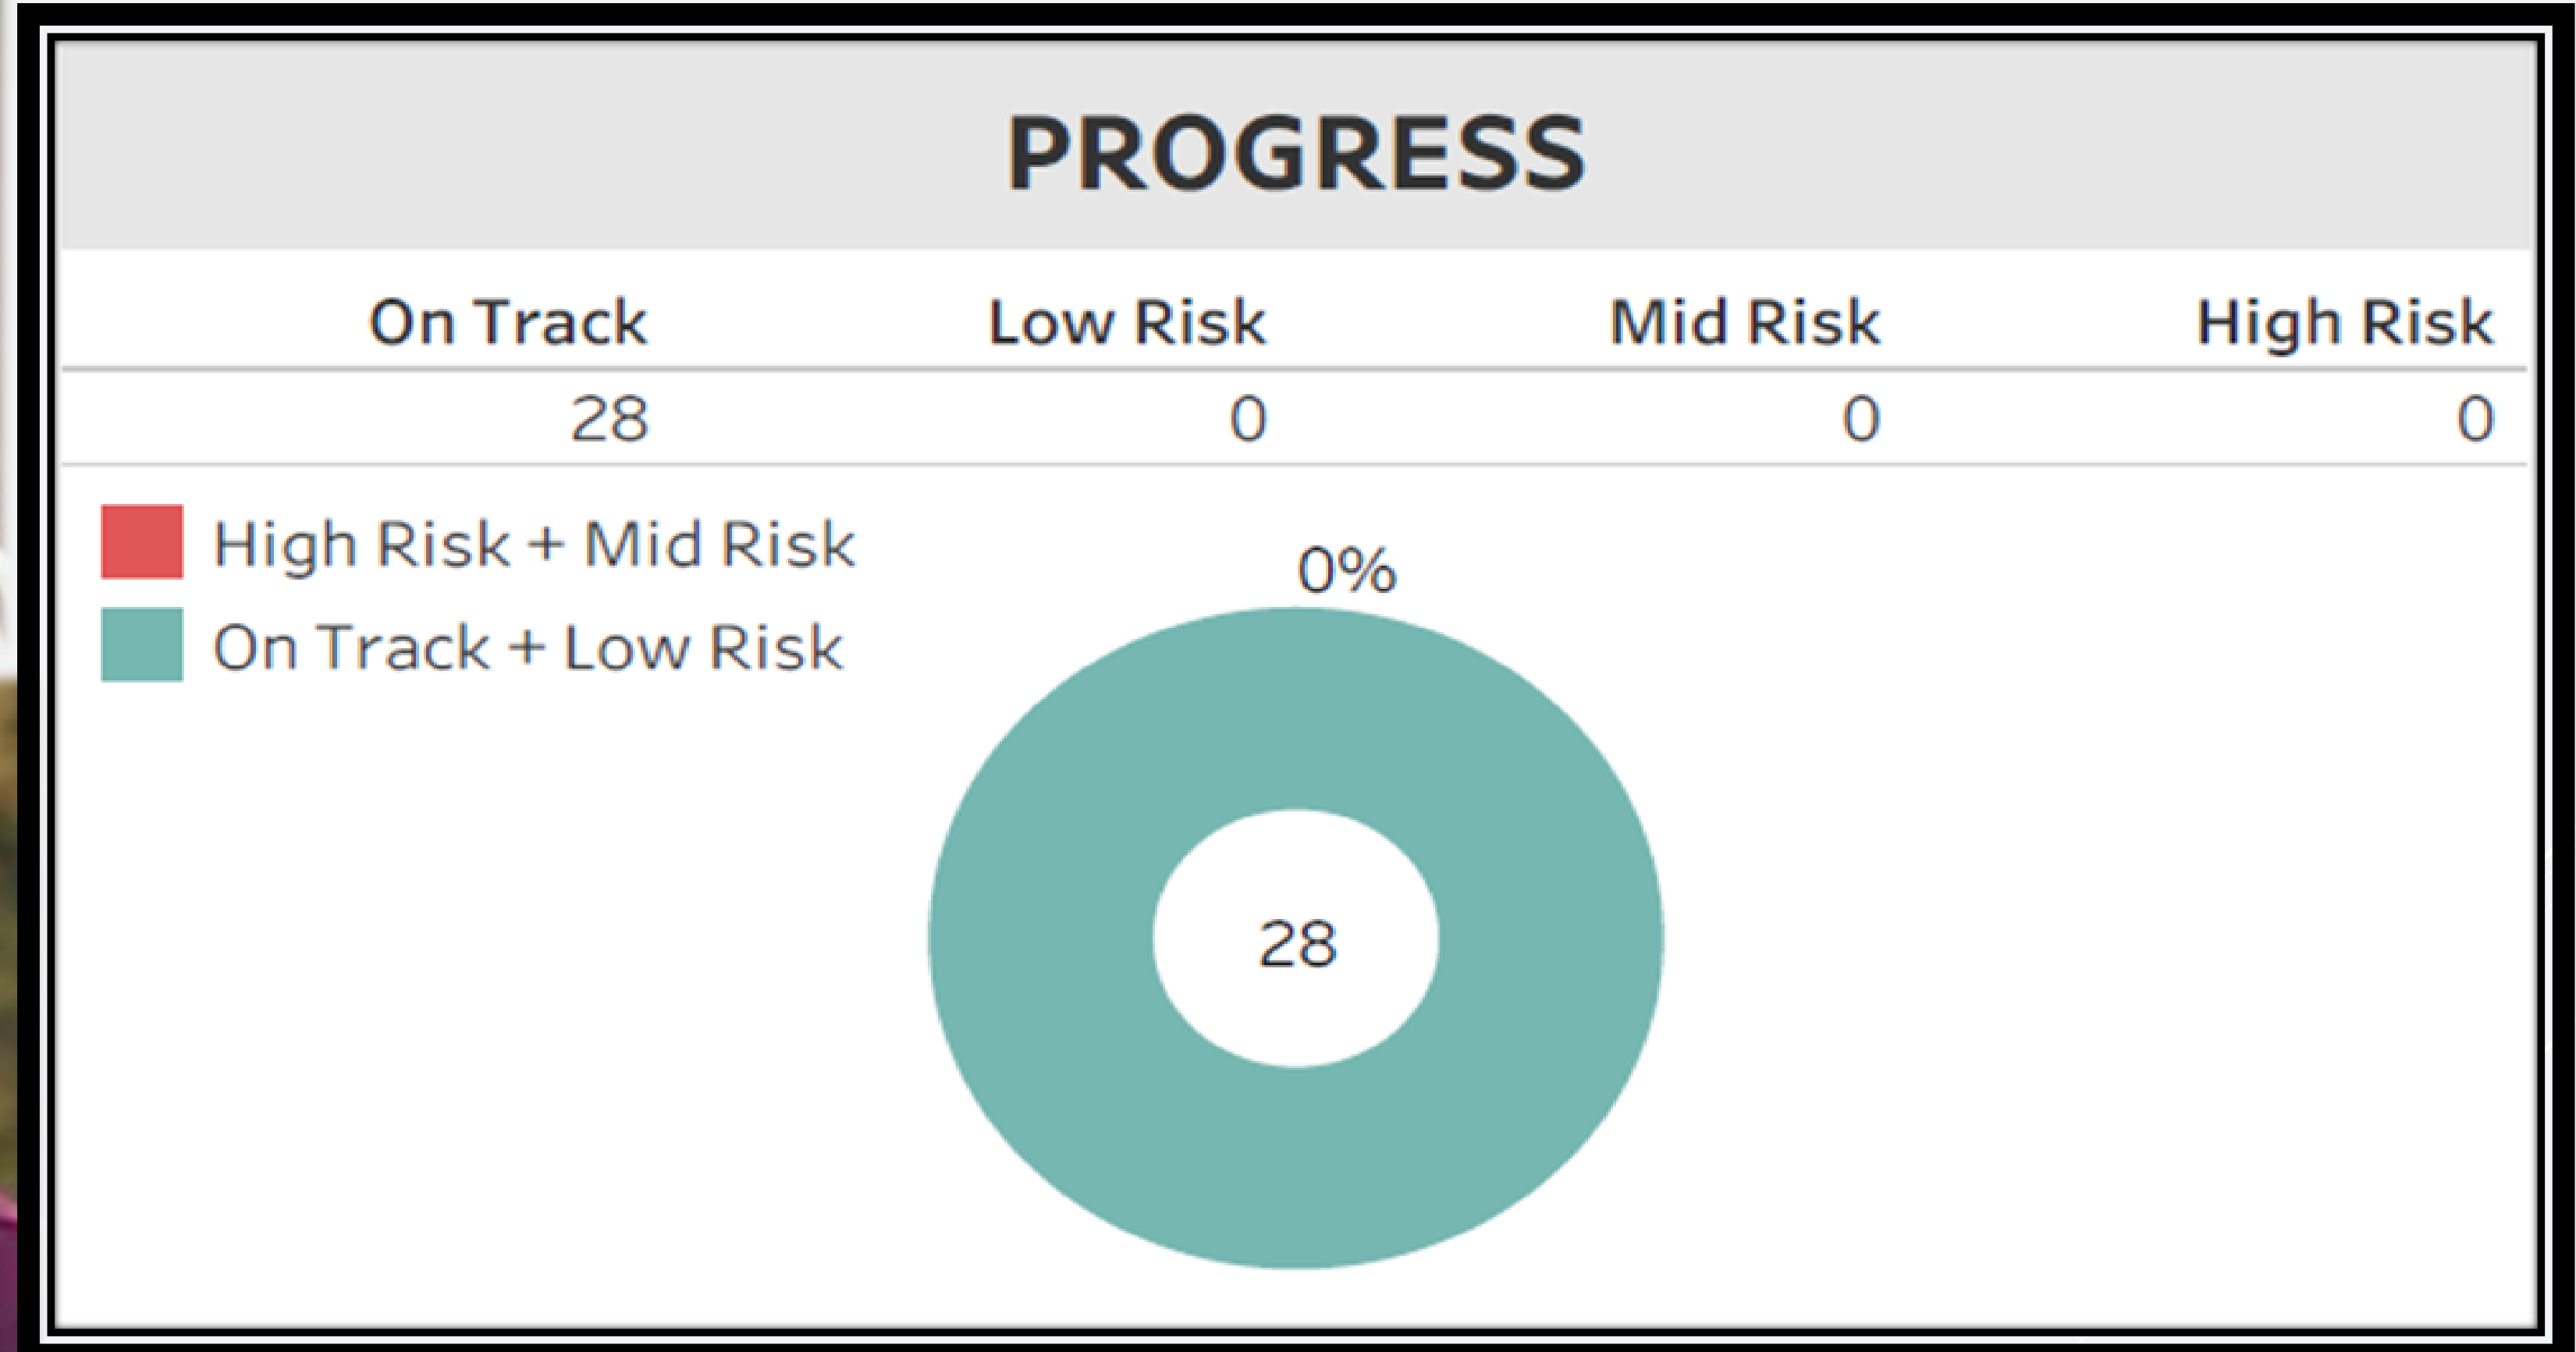 PROGRESS
On Track Low Risk Mid Risk High Risk
28 0 0 0
High Risk + Mid Risk
On Track + Low Risk
0%
28